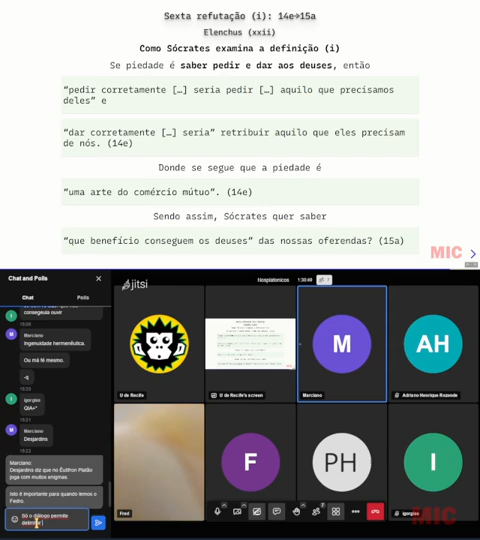 Sexta refutação (i): 14e→15a
Elenchus (xxii)
Como Sócrates examina a definição (i)
Se piedade é saber pedir e dar aos deuses, então
“pedir corretamente […] seria pedir […] aquilo que precisamos
deles” e
“dar corretamente […] seria” retribuir aquilo que eles precisam
de nós. (14e)
Donde se segue que a piedade é
“uma arte do comércio mútuo”. (14e)
Sendo assim, Sócrates quer saber
“que benefício conseguem os deuses” das nossas oferendas? (15a)
MIC
Chat and Polls
Chat
Polls
conseguia ouvir
Marciano
Ingenuidade hermenêutica.
Ou má fé mesmo.
igorgtex
Marciano
Desjardins
Marciano:
Desjardins diz que no Êutifron Platão
joga com muitos enigmas.
Isto é importante para quando lemos o
Fedro.
Só o diálogo permite
delimitar
jitsi
Neoplatonicos
U de Recife
U de Recife's screen
M
Marciano
AH
Adriano Henrique Rezende
Fred
F
PH
I
MIC